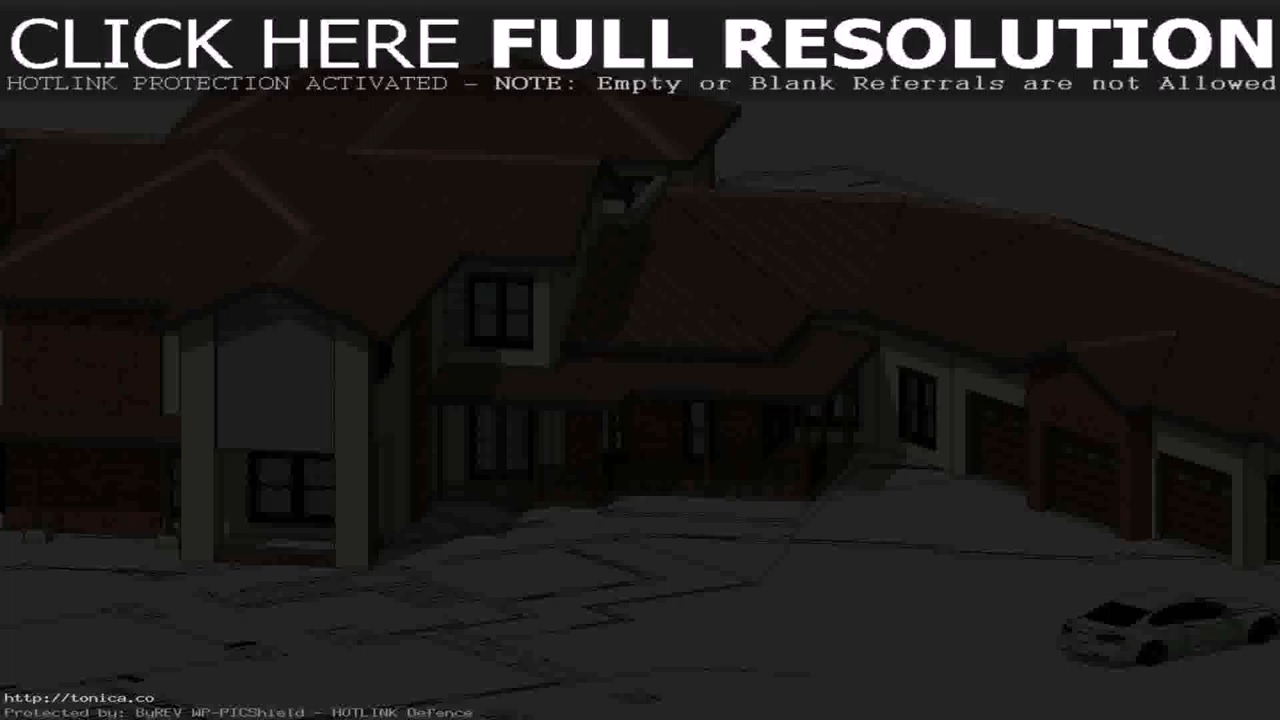 CLICK HERE FULL RESOLUTION
HOTLINK PROTECTION ACTIVATED - NOTE: Empty or Blank Referrals are not Allowed
http://tonica.co
Protected by: ByREV WP-PICShield - HOTLINK Defence